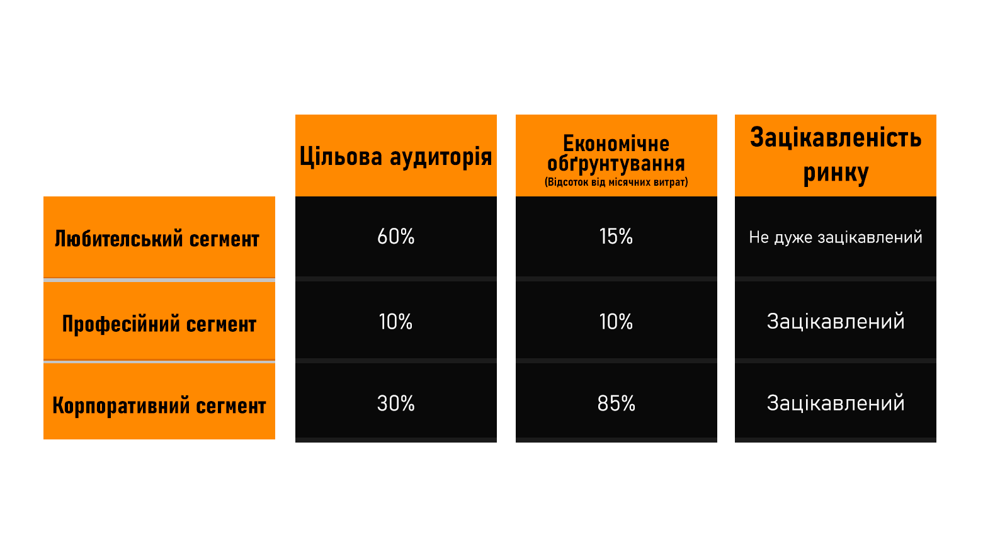 Цільова аудиторія
Економічне
обґрунтування
(Відсоток від місячних витрат)
Зацікавленість
ринку
Любителський сегмент
60%
15%
Не дуже зацікавлений
Професійний сегмент
10%
10%
Зацікавлений
Корпоративний сегмент
30%
85%
Зацікавлений